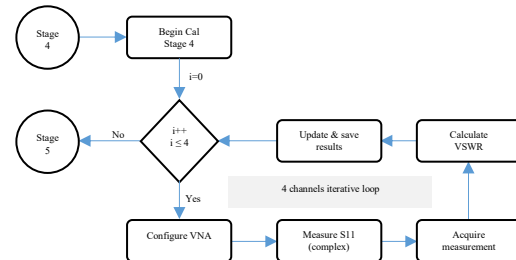 Stage
4
Begin Cal
Stage 4
i=0
Stage
5
No
i++
i ≤ 4
Update & save
results
Calculate
VSWR
Yes
4 channels iterative loop
Configure VNA
Measure S11
(complex)
Acquire
measurement